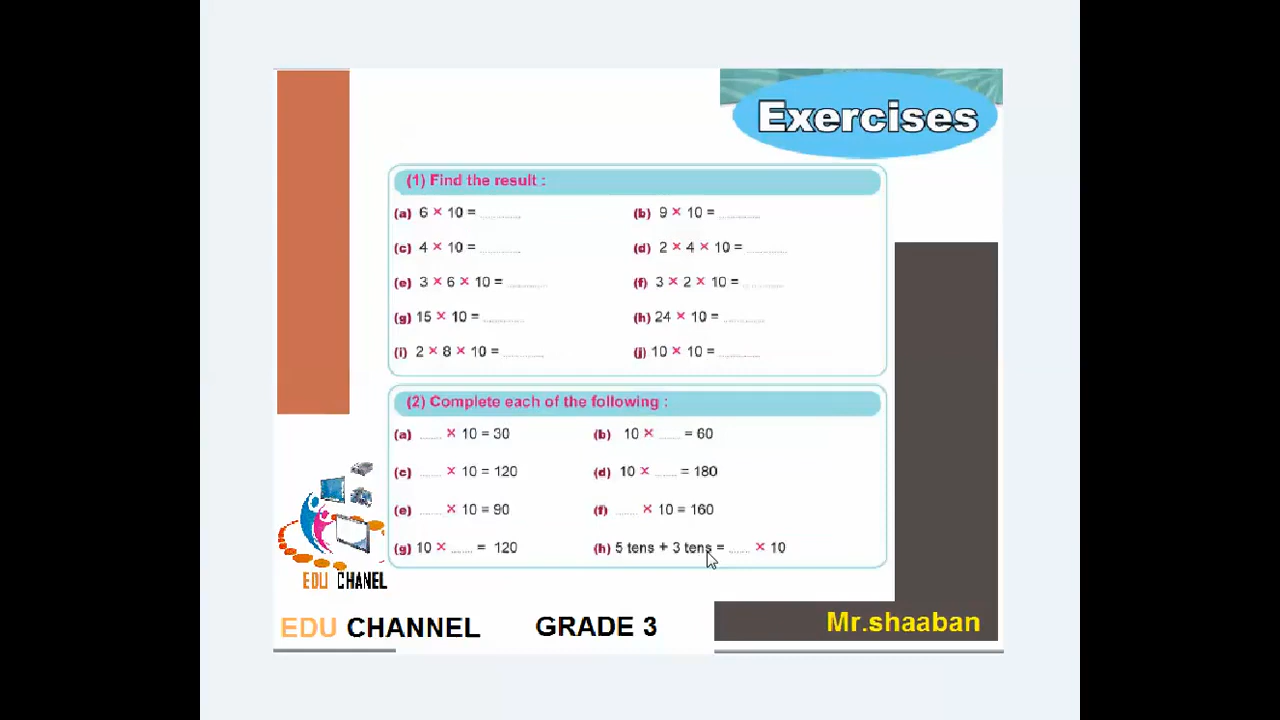 Exercises
(1) Find the result :
(a) 6 × 10 = ........ (b) 9 × 10 = ........
(c) 4 × 10 = ........ (d) 2 × 4 × 10 = ........
(e) 3 × 6 × 10 = ........ (f) 3 × 2 × 10 = ........
(g) 15 × 10 = ........ (h) 24 × 10 = ........
(i) 2 × 8 × 10 = ........ (j) 10 × 10 = ........
(2) Complete each of the following :
(a) ...... × 10 = 30 (b) 10 × ...... = 60
(c) ...... × 10 = 120 (d) 10 × ...... = 180
(e) ...... × 10 = 90 (f) ...... × 10 = 160
(g) 10 × ...... = 120 (h) 5 tens + 3 tens = ...... × 10
EDU CHANEL
EDU CHANNEL GRADE 3 Mr.shaaban